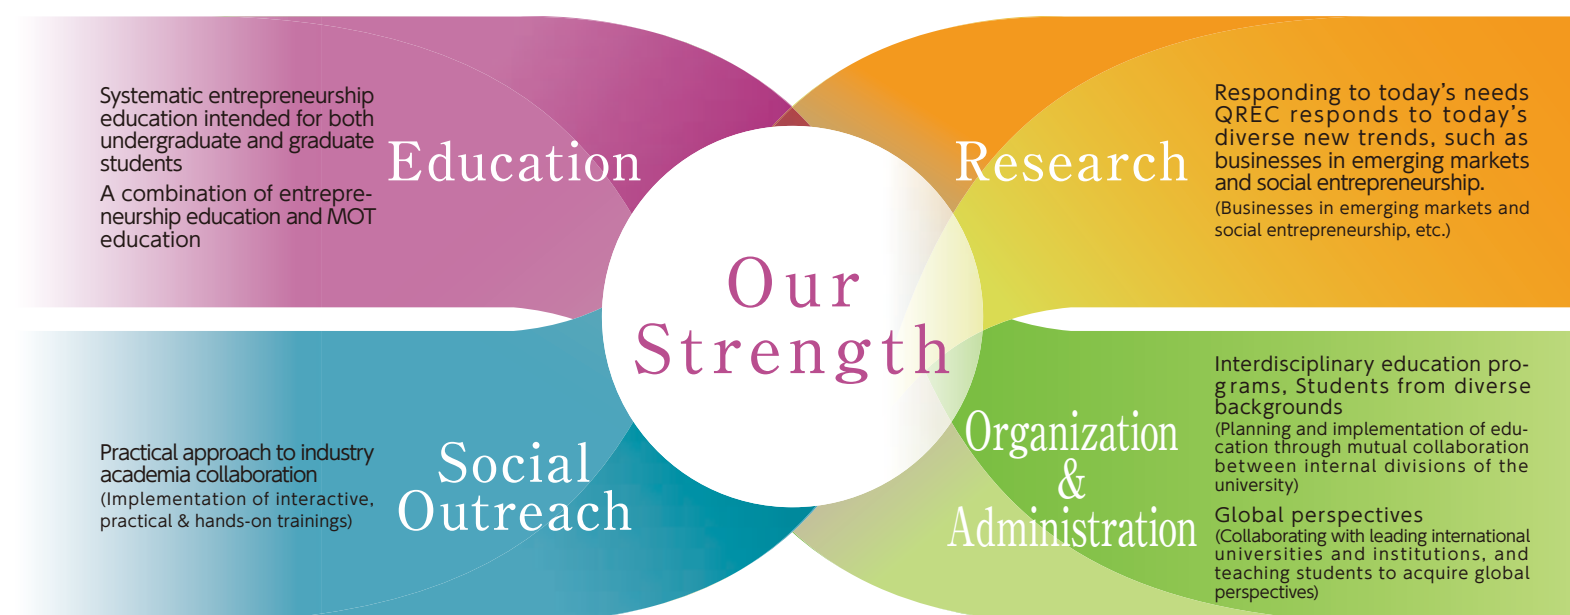 Systematic entrepreneurship
education intended for both
undergraduate and graduate
students
A combination of entrepre-
neurship education and MOT
education
Education
Research
Responding to today's needs
QREC responds to today's
diverse new trends, such as
businesses in emerging markets
and social entrepreneurship.
(Businesses in emerging markets and
social entrepreneurship, etc.)
Our
Strength
Practical approach to industry
academia collaboration
(Implementation of interactive,
practical & hands-on trainings)
Social
Outreach
Organization
&
Administration
Interdisciplinary education pro-
grams, Students from diverse
backgrounds
(Planning and implementation of edu-
cation through mutual collaboration
between internal divisions of the
university)
Global perspectives
(Collaborating with leading international
universities and institutions, and
teaching students to acquire global
perspectives)